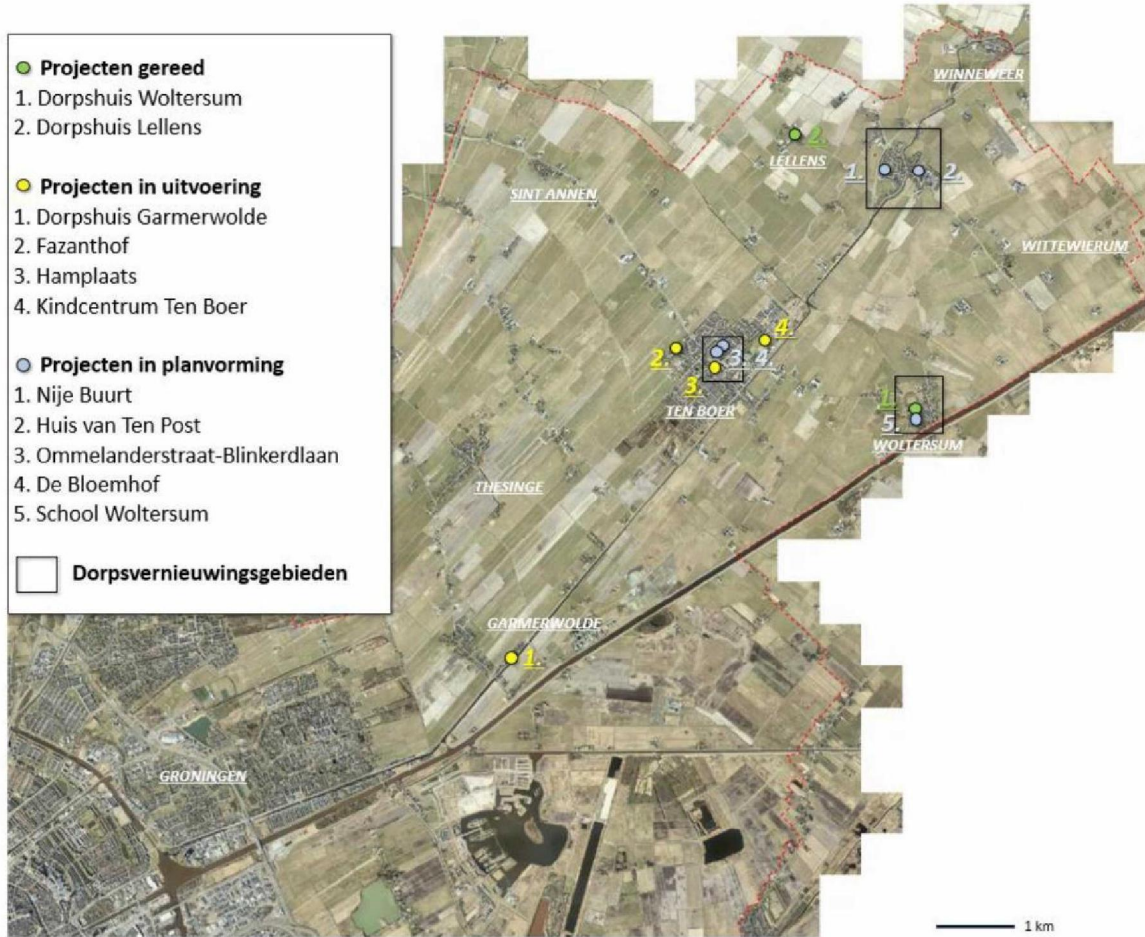 Projecten gereed
1. Dorpshuis Woltersum
2. Dorpshuis Lellens
Projecten in uitvoering
1. Dorpshuis Garmerwolde
2. Fazanthof
3. Hamplaats
4. Kindcentrum Ten Boer
Projecten in planvorming
1. Nije Buurt
2. Huis van Ten Post
3. Ommelanderstraat-Blinkerdlaan
4. De Bloemhof
5. School Woltersum
Dorpsvernieuwingsgebieden
WINNEWEER
2.
LELLENS
1.
2.
SINT ANNEN
WITTEWIERUM
4.
2.
3.
4.
3.
TEN BOER
1.
5.
WOLTERSUM
THESINGE
GARMERWOLDE
1.
GRONINGEN
1 km